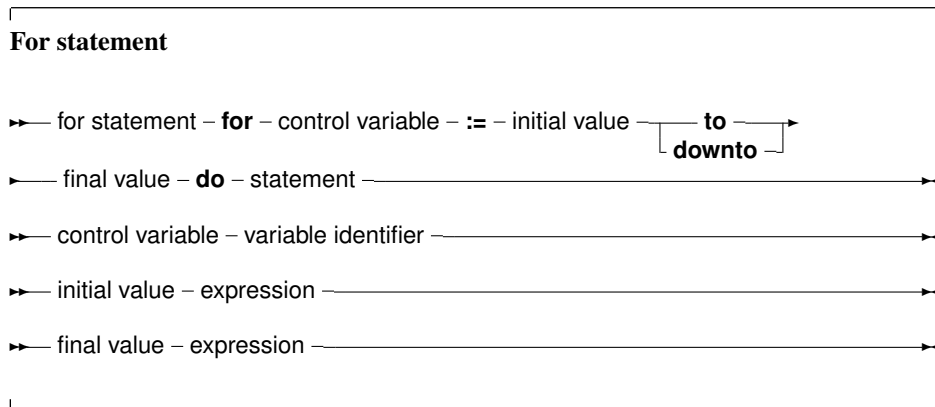 For statement
for statement – for – control variable – := – initial value – to
downto
final value – do – statement
control variable – variable identifier
initial value – expression
final value – expression